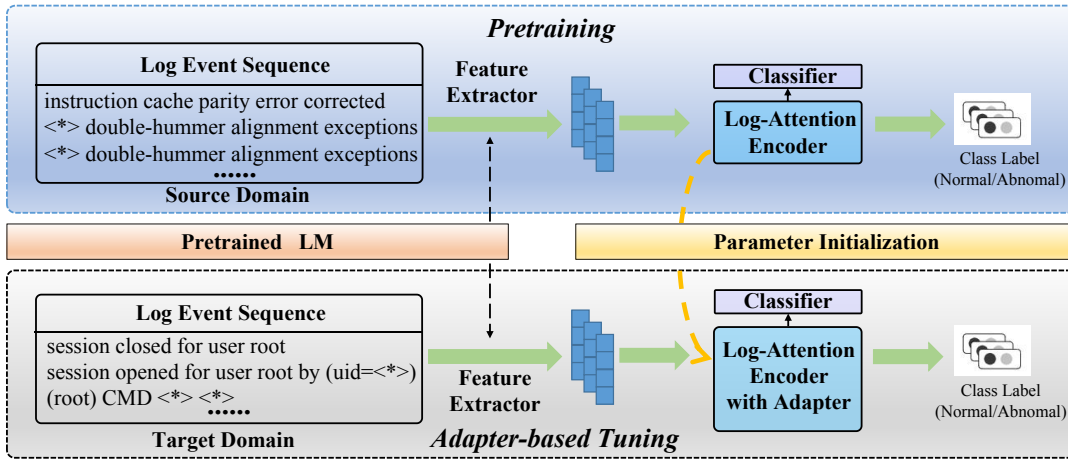 Pretraining
Log Event Sequence
instruction cache parity error corrected
<*> double-hummer alignment exceptions
<*> double-hummer alignment exceptions
......
Source Domain
Feature
Extractor
Classifier
Log-Attention
Encoder
Class Label
(Normal/Abnomal)
Pretrained LM
Parameter Initialization
Log Event Sequence
session closed for user root
session opened for user root by (uid=<*>)
(root) CMD <*> <*>
......
Target Domain
Feature
Extractor
Adapter-based Tuning
Classifier
Log-Attention
Encoder
with Adapter
Class Label
(Normal/Abnomal)